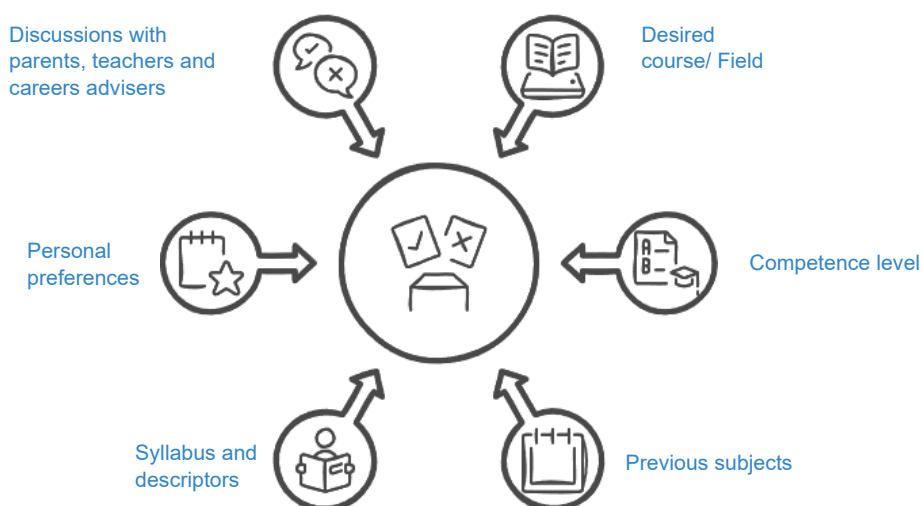 Discussions with
parents, teachers and
careers advisers
Desired
course/ Field
Personal
preferences
A
B
Competence level
Syllabus and
descriptors
Previous subjects